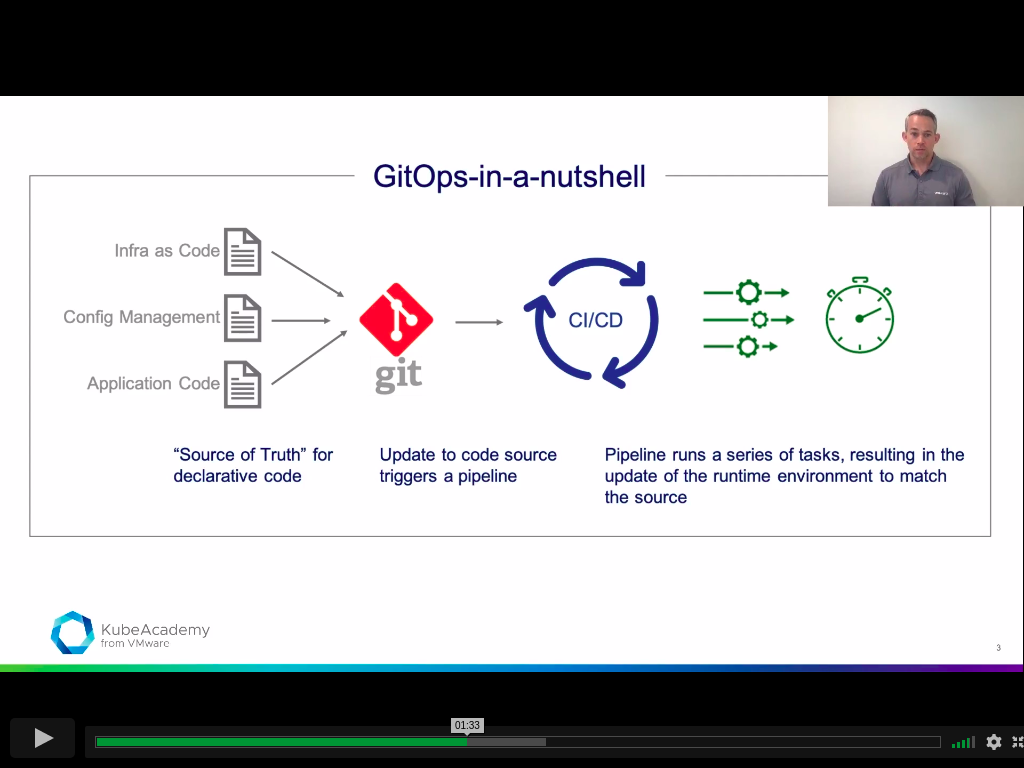 GitOps-in-a-nutshell
Infra as Code
Config Management
Application Code
git
CI/CD
“Source of Truth” for
declarative code
Update to code source
triggers a pipeline
Pipeline runs a series of tasks, resulting in the
update of the runtime environment to match
the source
KubeAcademy
from VMware
3
01:33